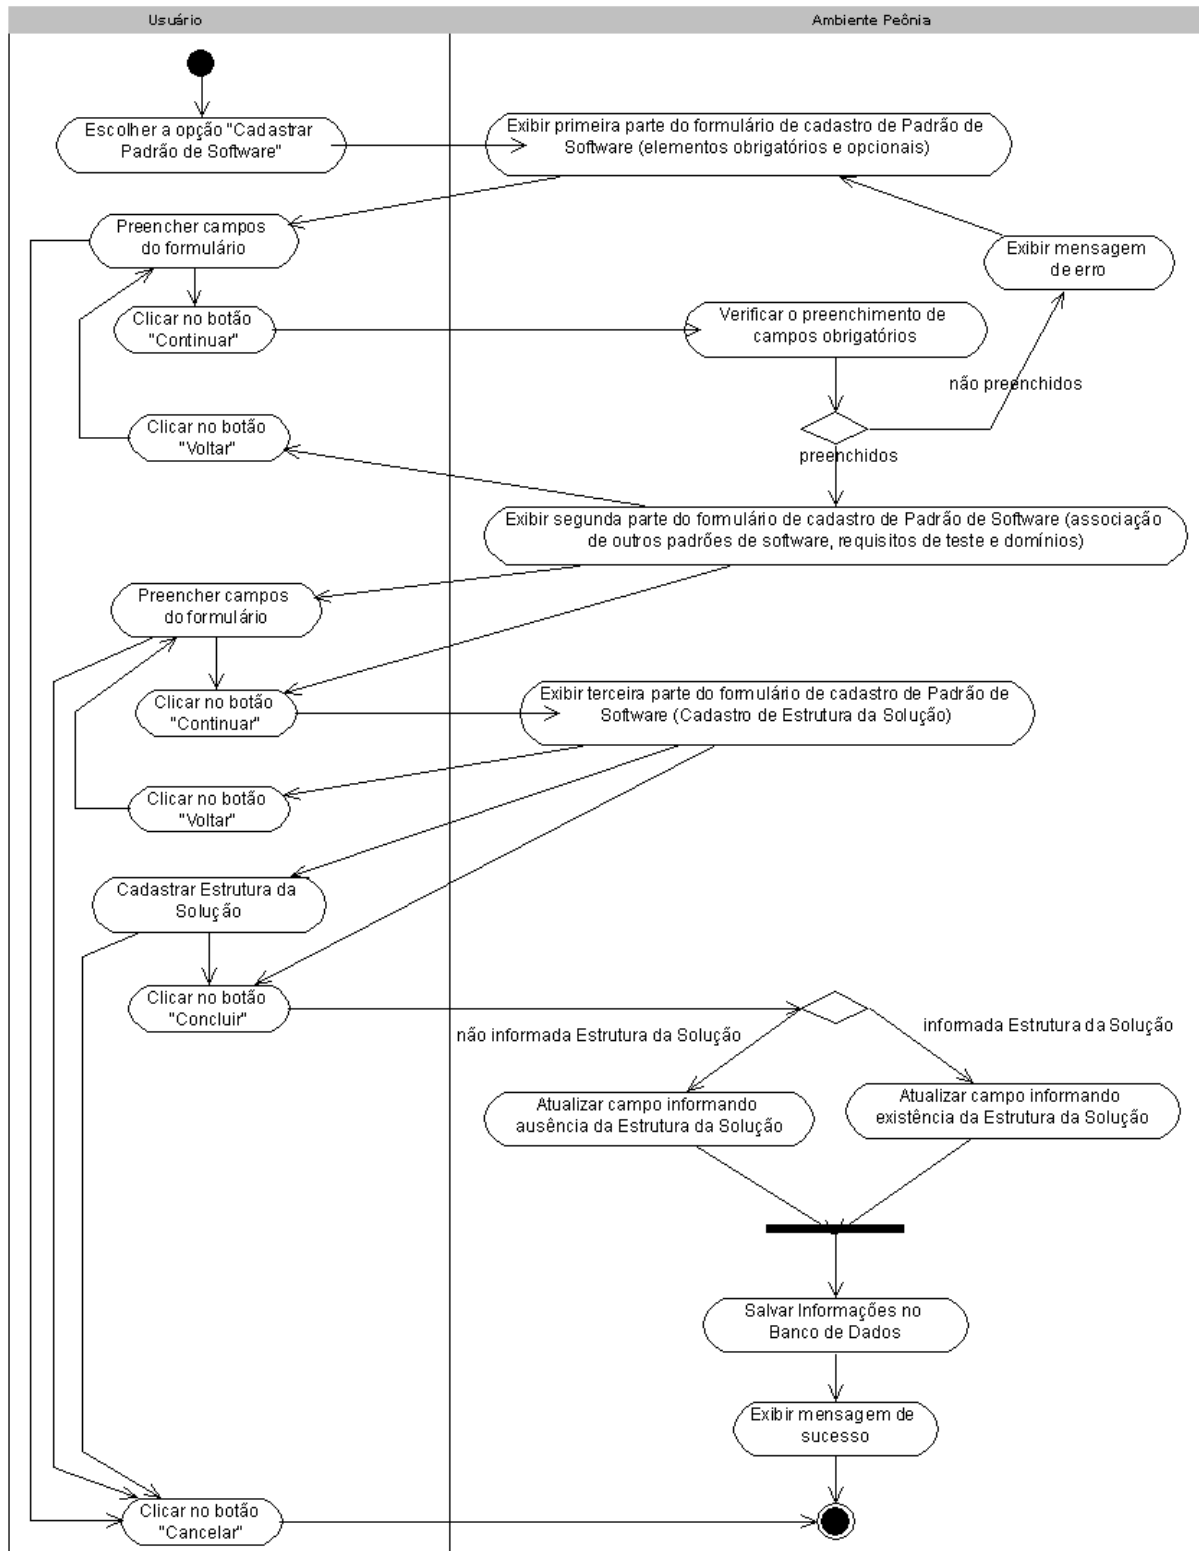 Usuário
Ambiente Peônia
Escolher a opção "Cadastrar
Padrão de Software"
Exibir primeira parte do formulário de cadastro de Padrão de
Software (elementos obrigatórios e opcionais)
Preencher campos
do formulário
Exibir mensagem
de erro
Clicar no botão
"Continuar"
Verificar o preenchimento de
campos obrigatórios
não preenchidos
Clicar no botão
"Voltar"
preenchidos
Exibir segunda parte do formulário de cadastro de Padrão de Software (associação
de outros padrões de software, requisitos de teste e domínios)
Preencher campos
do formulário
Clicar no botão
"Continuar"
Exibir terceira parte do formulário de cadastro de Padrão de
Software (Cadastro de Estrutura da Solução)
Clicar no botão
"Voltar"
Cadastrar Estrutura da
Solução
Clicar no botão
"Concluir"
não informada Estrutura da Solução
informada Estrutura da Solução
Atualizar campo informando
ausência da Estrutura da Solução
Atualizar campo informando
existência da Estrutura da Solução
Salvar Informações no
Banco de Dados
Exibir mensagem de
sucesso
Clicar no botão
"Cancelar"